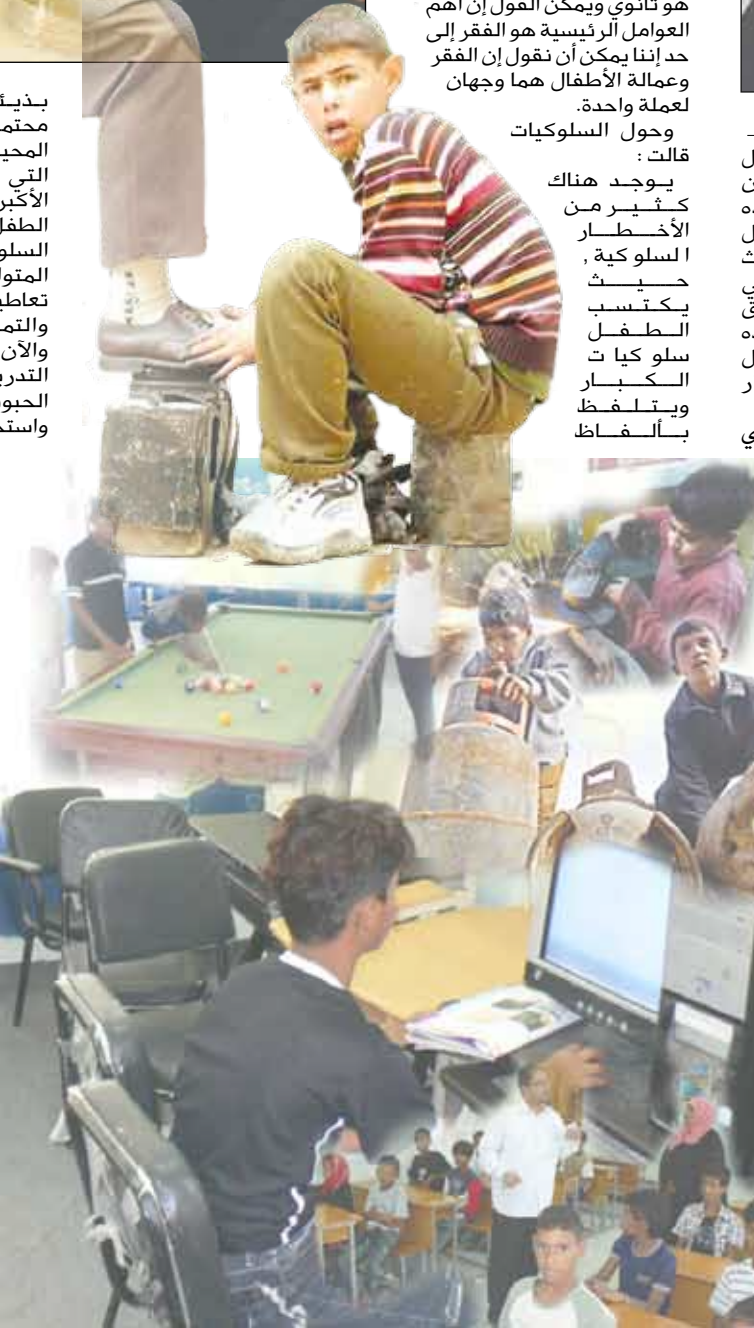 هو ثانوي ويمكن القول إن أهم
العوامل الرئيسية هو الفقر إلى
حد إننا يمكن أن نقول إن الفقر
وعمالة الأطفال هما وجهان
لعملة واحدة.
وحول السلوكيات
قالت :
يوجد هناك
كثير من
الأخطار
السلوكية ,
حيث
يكتسب
الطفل
سلوكيات
الكبار
ويتلفظ
بألفاظ
بذيئ
محتم
المحي
التي
الأكبر
الطفل
السلو
المتوا
تعاطي
والتم
والآن
التدري
الحبو
واست